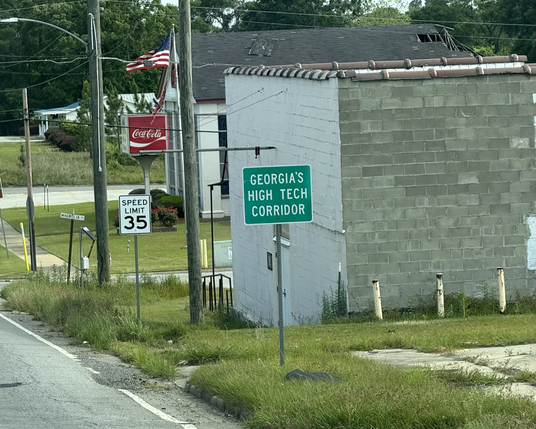 Coca-Cola
SPEED
LIMIT
35
GEORGIA'S
HIGH TECH
CORRIDOR